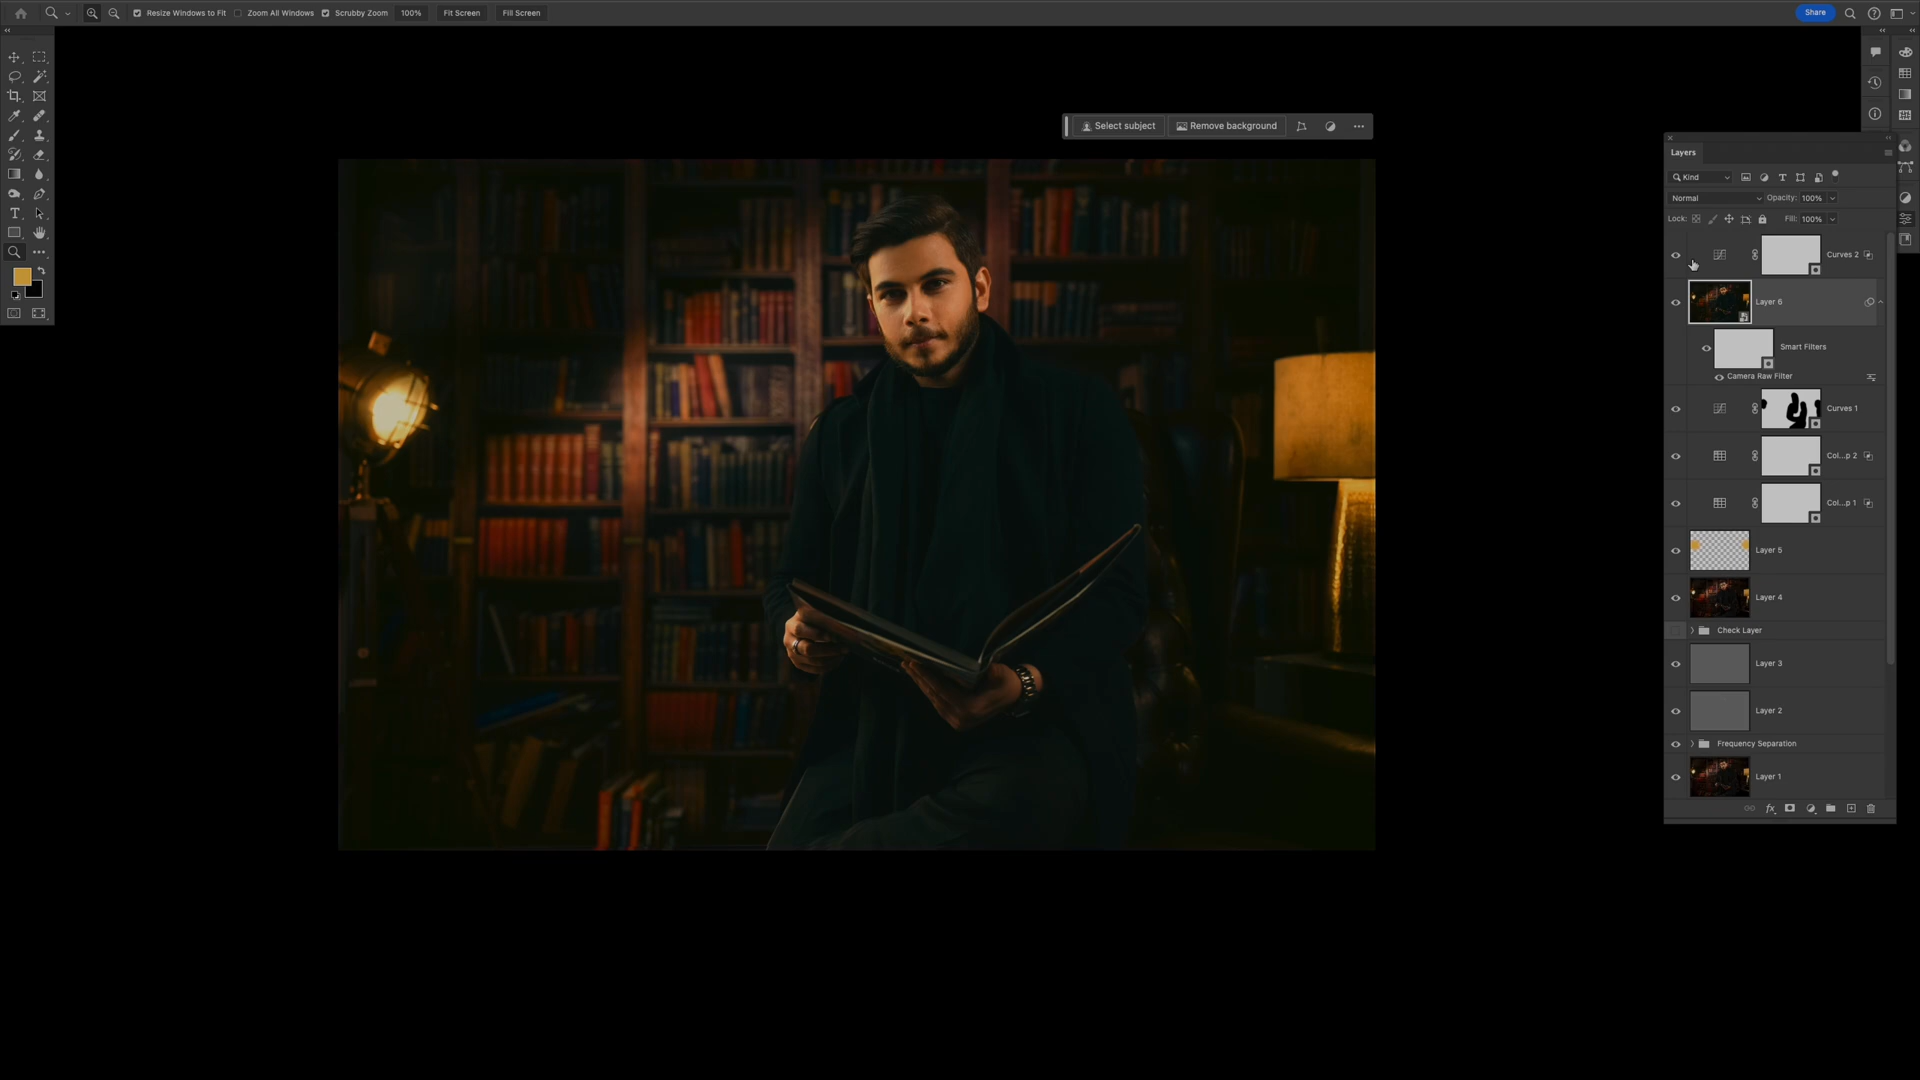 Resize Windows to Fit Zoom All Windows Scrubby Zoom 100% Fit Screen Fill Screen Share
Select subject Remove background
Layers
Kind
Normal Opacity: 100%
Lock: Fill: 100%
Curves 2
Layer 6
Smart Filters
Camera Raw Filter
Curves 1
Col...p 2
Col...p 1
Layer 5
Layer 4
Check Layer
Layer 3
Layer 2
Frequency Separation
Layer 1